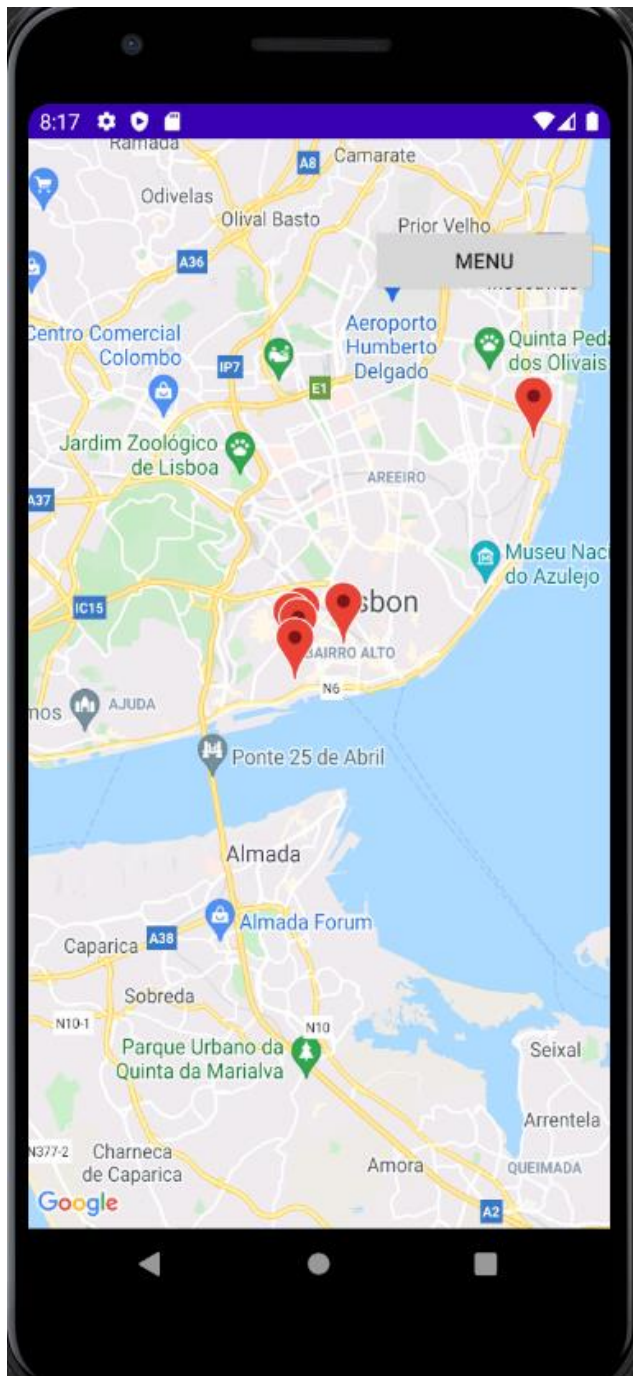 8:17
Ramada
A8
Camarate
Odivelas
Olival Basto
Prior Velho
A36
MENU
Centro Comercial
Colombo
Aeroporto
Humberto
Delgado
IP7
E1
Quinta Peda
dos Olivais
Jardim Zoológico
de Lisboa
AREEIRO
A37
Museu Naci
do Azulejo
IC15
sbon
BAIRRO ALTO
N6
mos
AJUDA
Ponte 25 de Abril
Almada
Almada Forum
Caparica
A38
Sobreda
N10-1
N10
Parque Urbano da
Quinta da Marialva
Seixal
Arrentela
N377-2
Charneca
de Caparica
Amora
QUEIMADA
Google
A2